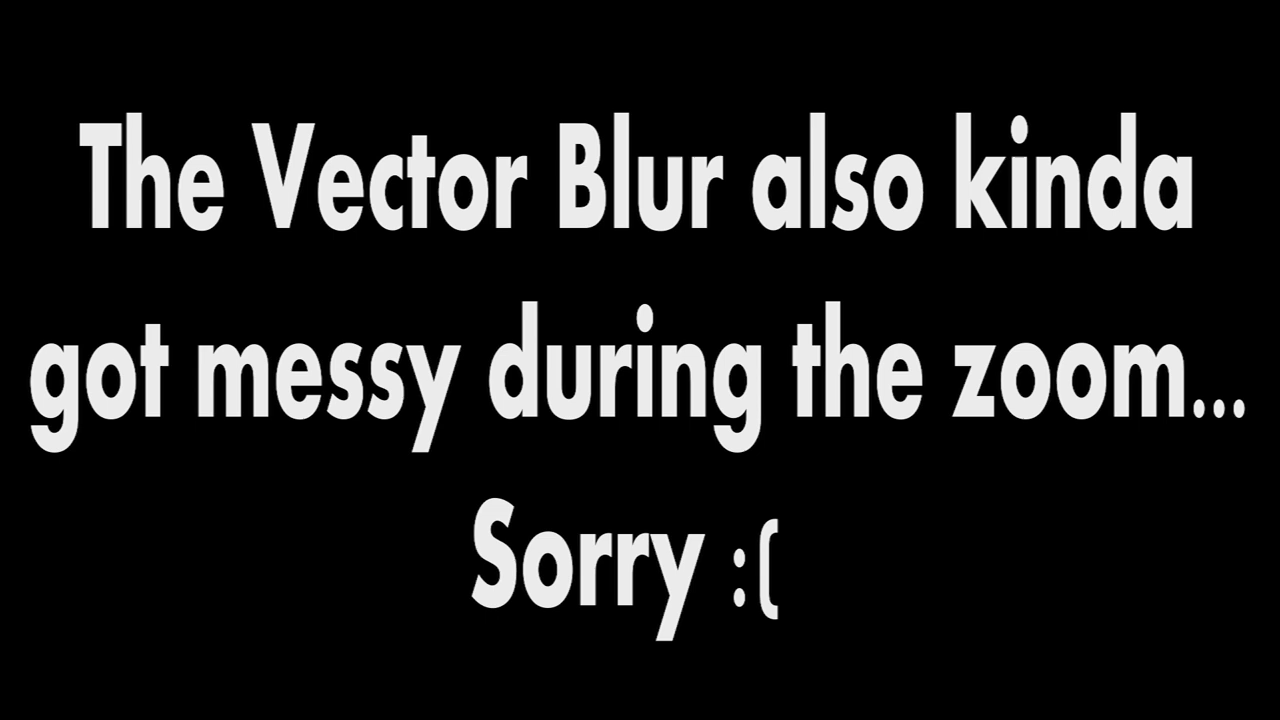 The Vector Blur also kinda
got messy during the zoom...
Sorry :(